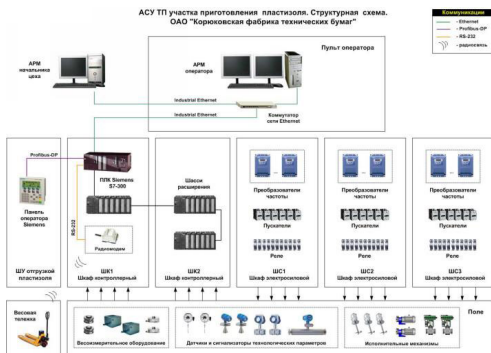 АСУ ТП участка приготовления пластизоля. Структурная схема.
ОАО "Корюковская фабрика технических бумаг"
Коммуникации
- Ethernet
- Profibus-DP
- RS-232
- радиосвязь
Пульт оператора
АРМ
начальника
цеха
АРМ
оператора
Industrial Ethernet
Industrial Ethernet
Коммутатор
сети Ethernet
Profibus-DP
ПЛК Siemens
S7-300
Шасси
расширения
Панель
оператора
Siemens
RS-232
Радиомодем
Преобразователи
частоты
Пускатели
Реле
Преобразователи
частоты
Пускатели
Реле
Преобразователи
частоты
Пускатели
Реле
ШУ отгрузкой
пластизоля
ШК1
Шкаф контроллерный
ШК2
Шкаф контроллерный
ШС1
Шкаф электросиловой
ШС2
Шкаф электросиловой
ШС3
Шкаф электросиловой
Весовая
тележка
Поле
Весоизмерительное оборудование
Датчики и сигнализаторы технологических параметров
Исполнительные механизмы